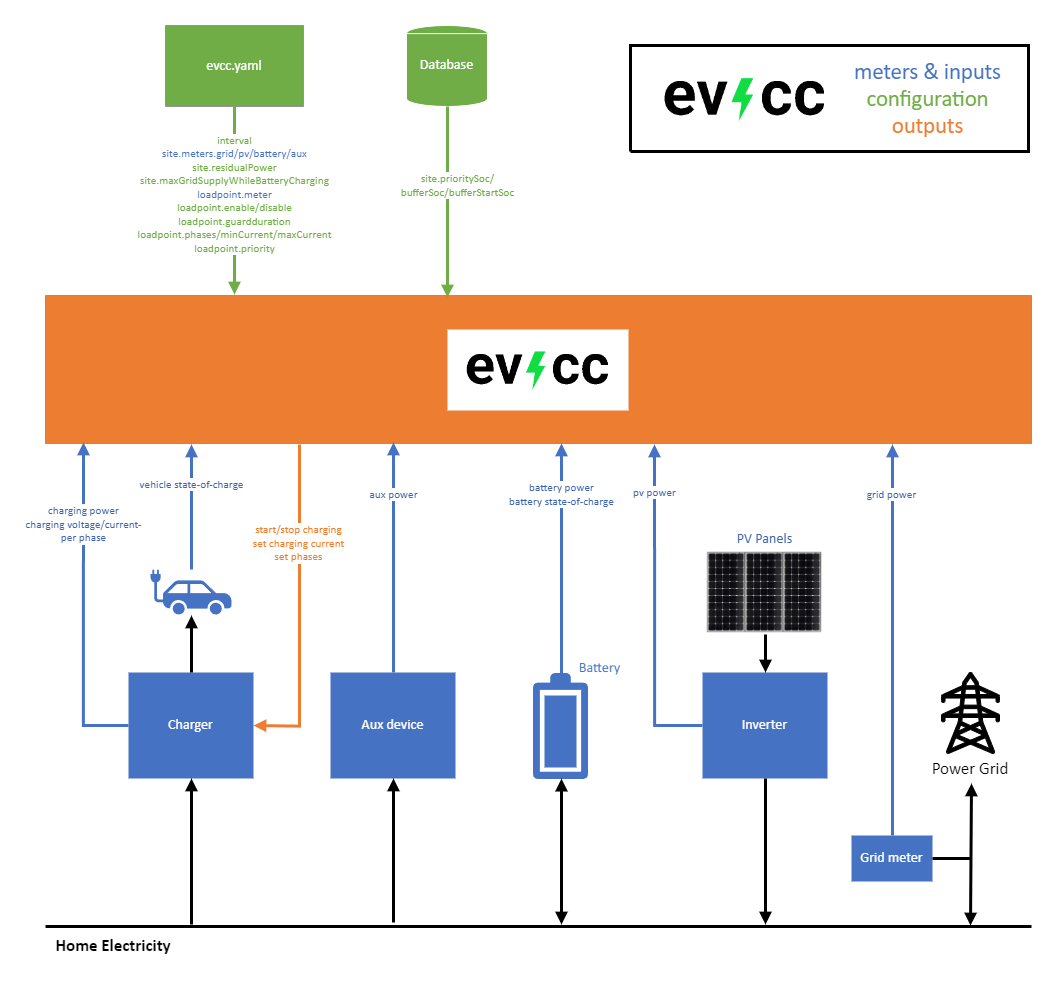 evcc.yaml
Database
evcc
meters & inputs
configuration
outputs
interval
site.meters.grid/pv/battery/aux
site.residualPower
site.maxGridSupplyWhileBatteryCharging
loadpoint.meter
loadpoint.enable/disable
loadpoint.guardduration
loadpoint.phases/minCurrent/maxCurrent
loadpoint.priority
site.prioritySoc/
bufferSoc/bufferStartSoc
evcc
charging power
charging voltage/current-
per phase
vehicle state-of-charge
start/stop charging
set charging current
set phases
aux power
battery power
battery state-of-charge
pv power
grid power
PV Panels
Battery
Charger
Aux device
Inverter
Power Grid
Grid meter
Home Electricity